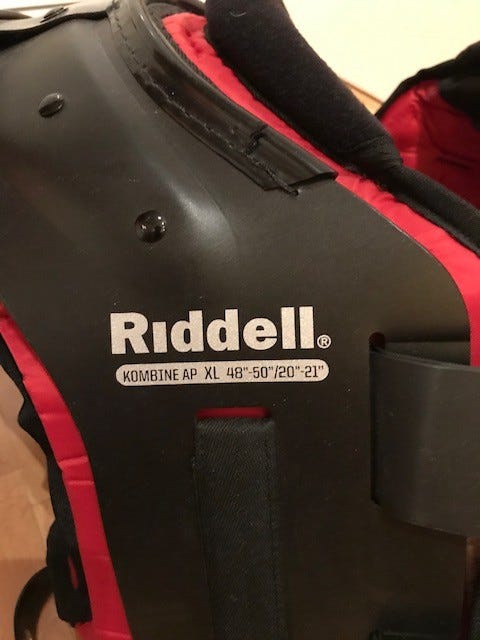 Riddell®
KOMBINE AP XL 48"-50"/20"-21"